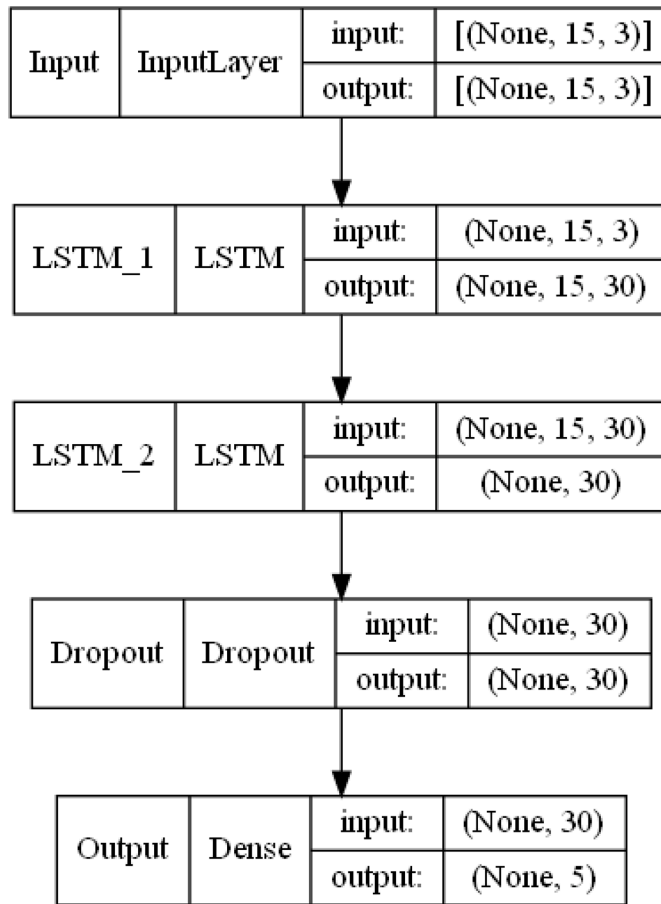 Input InputLayer input: [(None, 15, 3)]
output: [(None, 15, 3)]
LSTM_1 LSTM input: (None, 15, 3)
output: (None, 15, 30)
LSTM_2 LSTM input: (None, 15, 30)
output: (None, 30)
Dropout Dropout input: (None, 30)
output: (None, 30)
Output Dense input: (None, 30)
output: (None, 5)